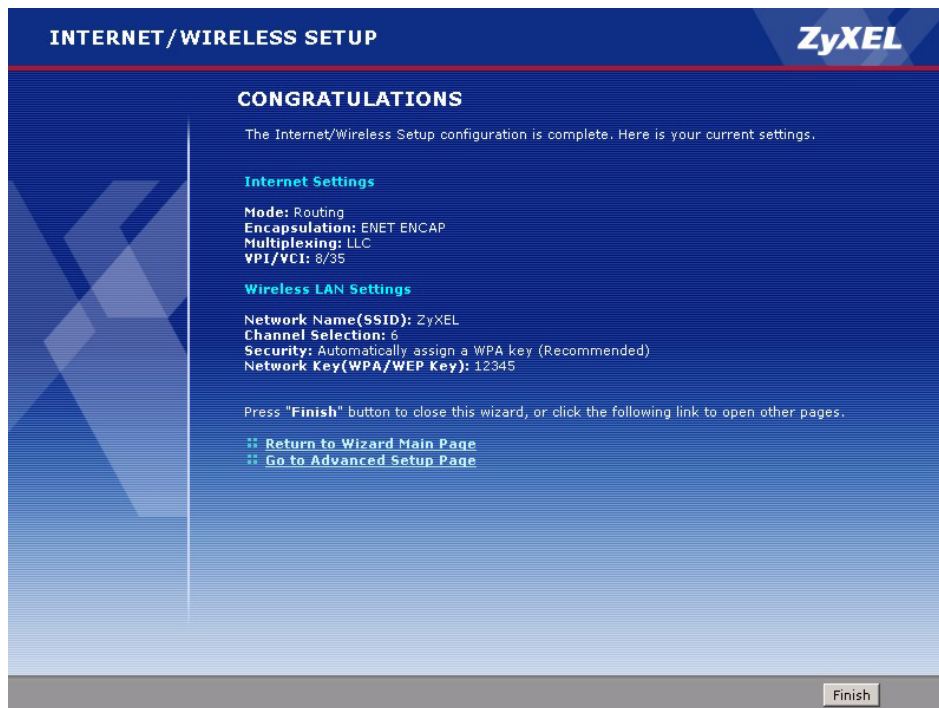 INTERNET/WIRELESS SETUP
ZyXEL
CONGRATULATIONS
The Internet/Wireless Setup configuration is complete. Here is your current settings.
Internet Settings
Mode: Routing
Encapsulation: ENET ENCAP
Multiplexing: LLC
VPI/VCI: 8/35
Wireless LAN Settings
Network Name(SSID): ZyXEL
Channel Selection: 6
Security: Automatically assign a WPA key (Recommended)
Network Key(WPA/WEP Key): 12345
Press "Finish" button to close this wizard, or click the following link to open other pages.
Return to Wizard Main Page
Go to Advanced Setup Page
Finish